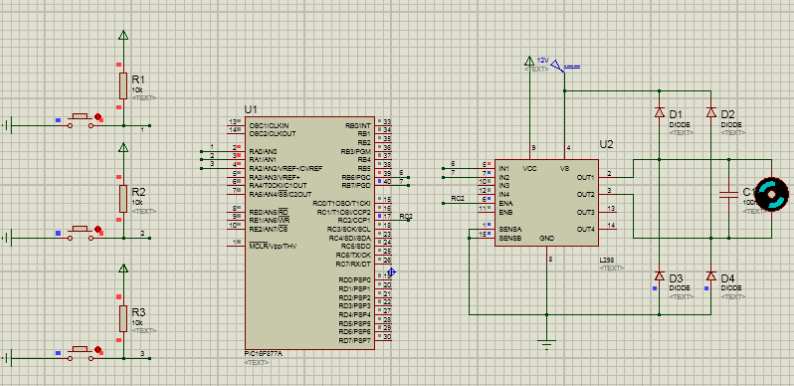 R1
10k
<TEXT>
1
R2
10k
<TEXT>
2
R3
10k
<TEXT>
3
U1
13 OSC1/CLKIN RB0/INT 33
14 OSC2/CLKOUT RB1 34
RB2 35
1 2 RA0/AN0 RB3/PGM 36
2 3 RA1/AN1 RB4 37
3 4 RA2/AN2/VREF-/CVREF RB5 38
5 RA3/AN3/VREF+ RB6/PGC 39 6
6 RA4/T0CKI/C1OUT RB7/PGD 40 7
7 RA5/AN4/SS/C2OUT
RC0/T1OSO/T1CKI 15
8 RE0/AN5/RD RC1/T1OSI/CCP2 16
9 RE1/AN6/WR RC2/CCP1 17 RC2
10 RE2/AN7/CS RC3/SCK/SCL 18
RC4/SDI/SDA 23
1 MCLR/Vpp/THV RC5/SDO 24
RC6/TX/CK 25
RC7/RX/DT 26
RD0/PSP0 19
RD1/PSP1 20
RD2/PSP2 21
RD3/PSP3 22
RD4/PSP4 27
RD5/PSP5 28
RD6/PSP6 29
RD7/PSP7 30
PIC16F877A
<TEXT>
12V
<TEXT>
U2
9 4
6 5 IN1 VCC VS
7 7 IN2 OUT1 2
10 IN3
12 IN4 OUT2 3
RC2 6 ENA
11 ENB OUT3 13
1 SENSA OUT4 14
15 SENSB GND
8
L298
<TEXT>
D1
DIODE
<TEXT>
D2
DIODE
<TEXT>
D3
DIODE
<TEXT>
D4
DIODE
<TEXT>